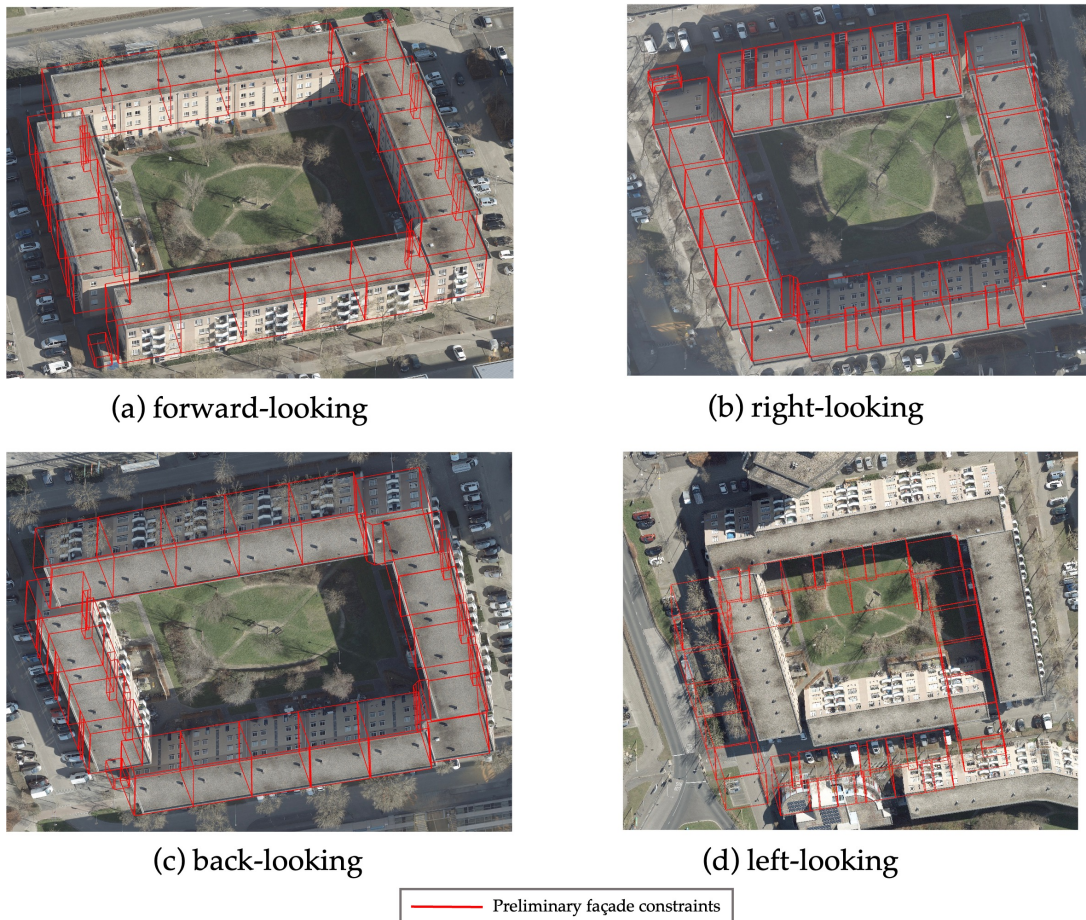 (a) forward-looking
(b) right-looking
(c) back-looking
(d) left-looking
Preliminary façade constraints